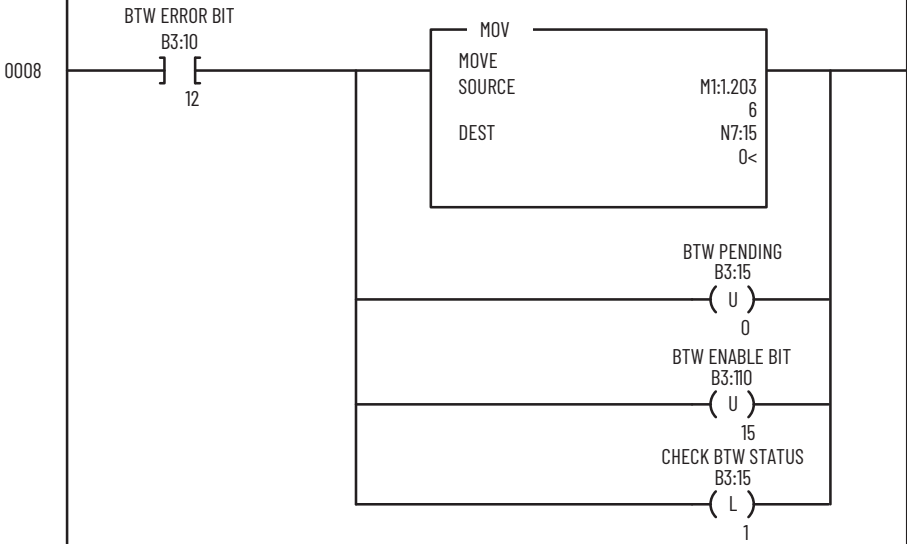 BTW ERROR BIT
B3:10
12
0008
MOV
MOVE
SOURCE M1:1.203
6
DEST N7:15
0<
BTW PENDING
B3:15
U
0
BTW ENABLE BIT
B3:110
U
15
CHECK BTW STATUS
B3:15
L
1